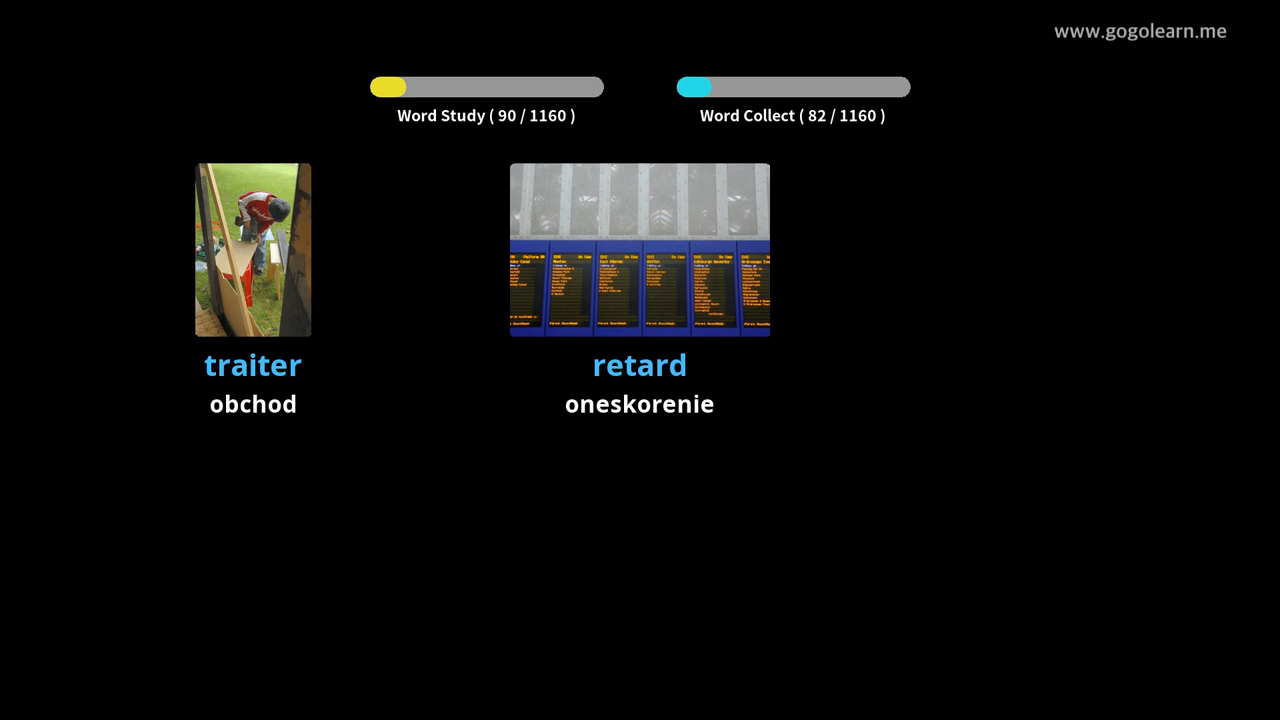 www.gogolearn.me
Word Study ( 90 / 1160 )
Word Collect ( 82 / 1160 )
traiter
obchod
retard
oneskorenie